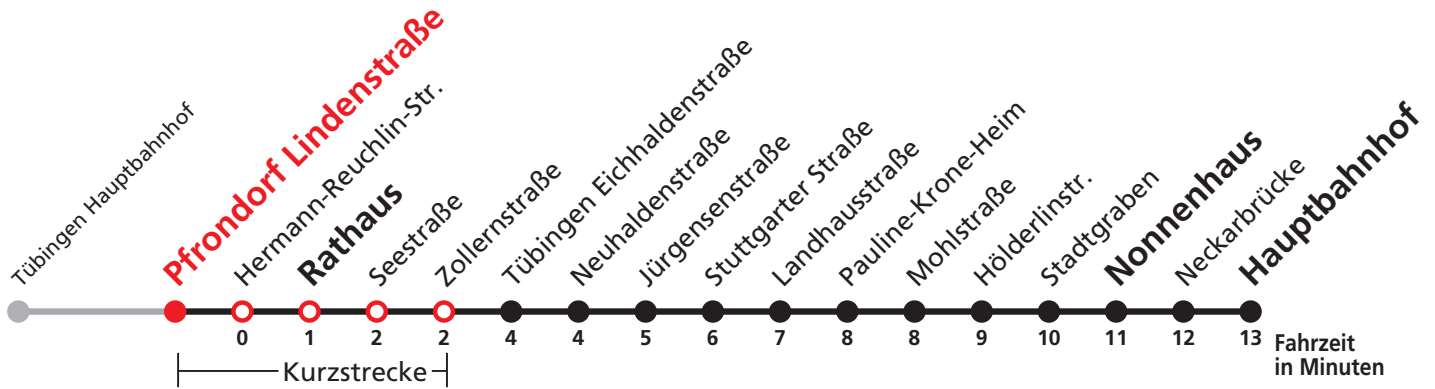 Tübingen Hauptbahnhof
Pfrondorf Lindenstraße
Hermann-Reuchlin-Str.
Rathaus
Seestraße
Zollernstraße
Tübingen Eichhaldenstraße
Neuhaldenstraße
Jürgensenstraße
Stuttgarter Straße
Landhausstraße
Pauline-Krone-Heim
Mohlstraße
Hölderlinstr.
Stadtgraben
Nonnenhaus
Neckarbrücke
Hauptbahnhof
0 1 2 2 4 4 5 6 7 8 8 9 10 11 12 13
Fahrzeit
in Minuten
Kurzstrecke